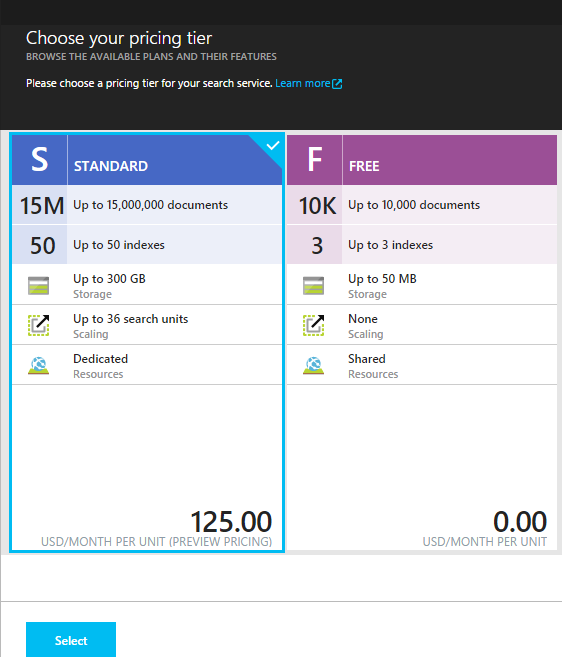 Choose your pricing tier
BROWSE THE AVAILABLE PLANS AND THEIR FEATURES
Please choose a pricing tier for your search service. Learn more
S STANDARD
15M Up to 15,000,000 documents
50 Up to 50 indexes
Up to 300 GB
Storage
Up to 36 search units
Scaling
Dedicated
Resources
125.00
USD/MONTH PER UNIT (PREVIEW PRICING)
F FREE
10K Up to 10,000 documents
3 Up to 3 indexes
Up to 50 MB
Storage
None
Scaling
Shared
Resources
0.00
USD/MONTH PER UNIT
Select